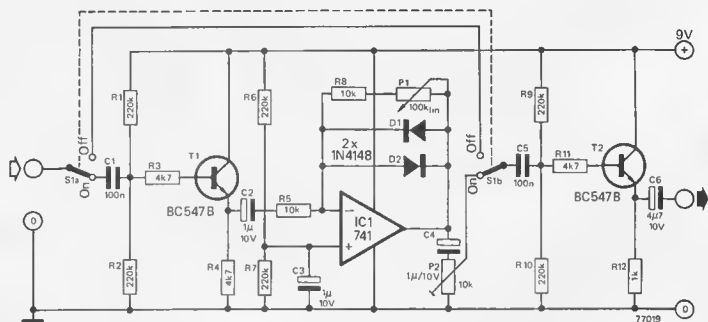 9V
+
Off
On
S1a
C1
100n
R1
220k
R2
220k
R3
4k7
T1
BC547B
R4
4k7
C2
1µ
10V
R6
220k
R5
10k
R7
220k
C3
1µ
10V
R8
10k
P1
100k lin
D1
2x
1N4148
D2
−
+
IC1
741
C4
1µ/10V
P2
10k
Off
On
S1b
C5
100n
R9
220k
R10
220k
R11
4k7
T2
BC547B
C6
4µ7
10V
R12
1k
0
0
77019